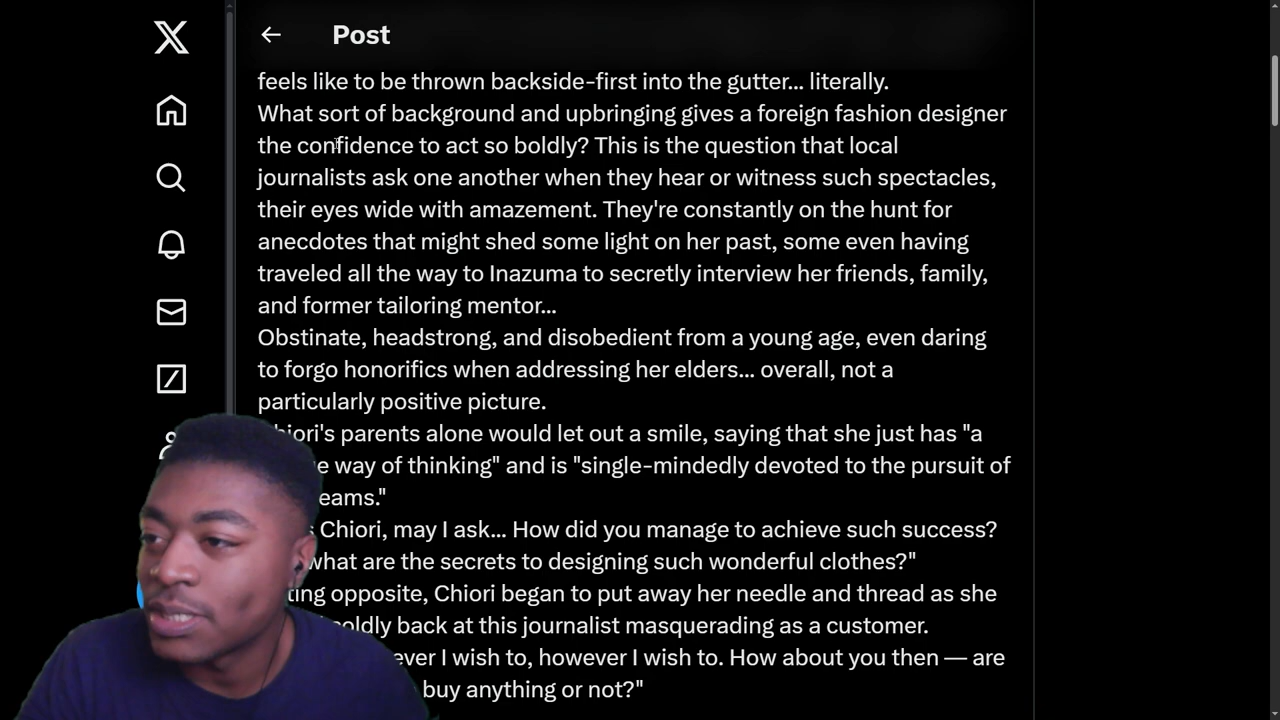 Post
feels like to be thrown backside-first into the gutter... literally.
What sort of background and upbringing gives a foreign fashion designer
the confidence to act so boldly? This is the question that local
journalists ask one another when they hear or witness such spectacles,
their eyes wide with amazement. They're constantly on the hunt for
anecdotes that might shed some light on her past, some even having
traveled all the way to Inazuma to secretly interview her friends, family,
and former tailoring mentor...
Obstinate, headstrong, and disobedient from a young age, even daring
to forgo honorifics when addressing her elders... overall, not a
particularly positive picture.
Chiori's parents alone would let out a smile, saying that she just has "a
way of thinking" and is "single-mindedly devoted to the pursuit of
Chiori, may I ask... How did you manage to achieve such success?
what are the secrets to designing such wonderful clothes?"
opposite, Chiori began to put away her needle and thread as she
boldly back at this journalist masquerading as a customer.
I wish to, however I wish to. How about you then — are
buy anything or not?"